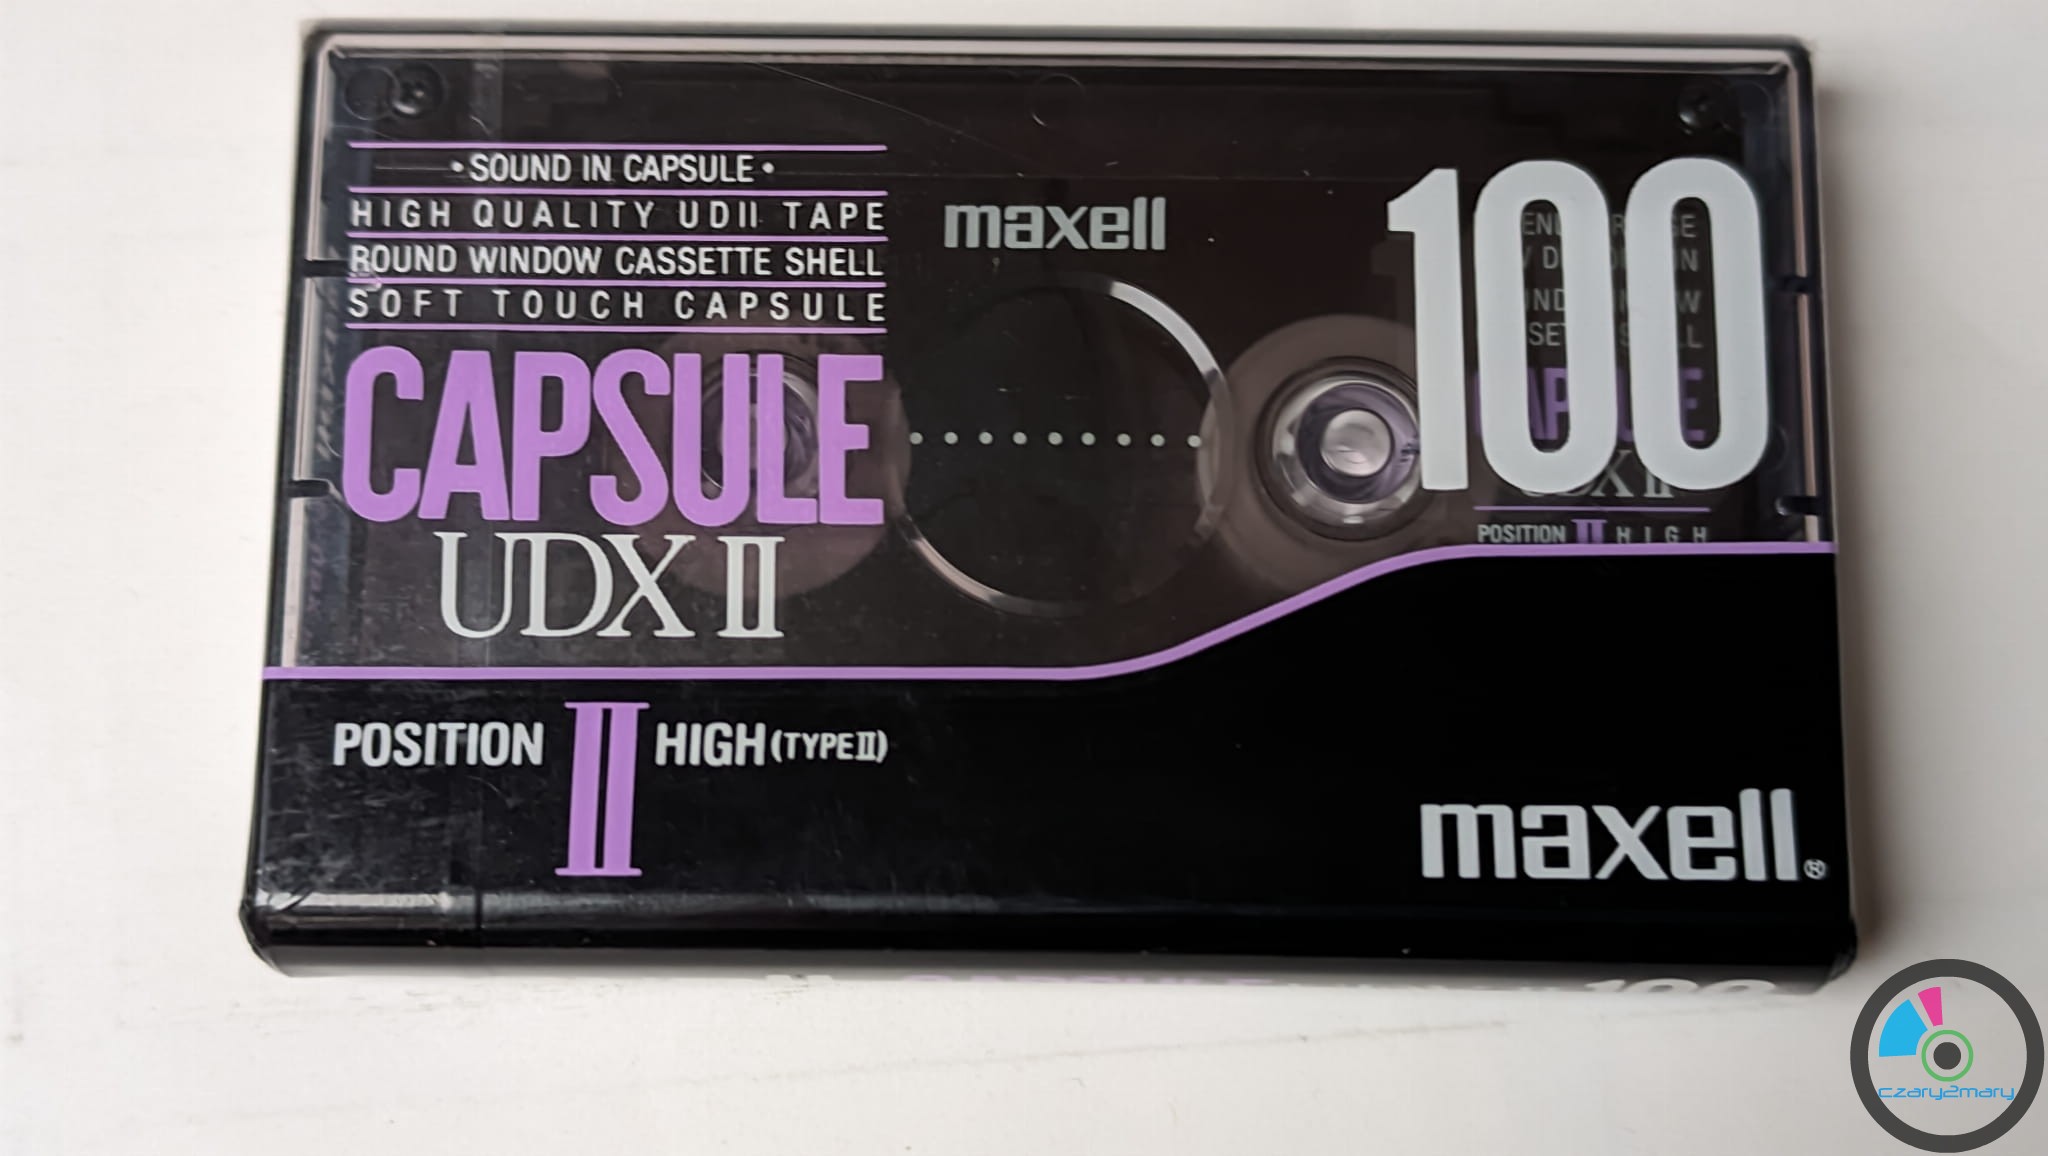 • SOUND IN CAPSULE •
HIGH QUALITY UDII TAPE
ROUND WINDOW CASSETTE SHELL
SOFT TOUCH CAPSULE
CAPSULE
UDX II
maxell
100
POSITION II HIGH
POSITION II HIGH (TYPE II)
maxell®
100
czary2mary